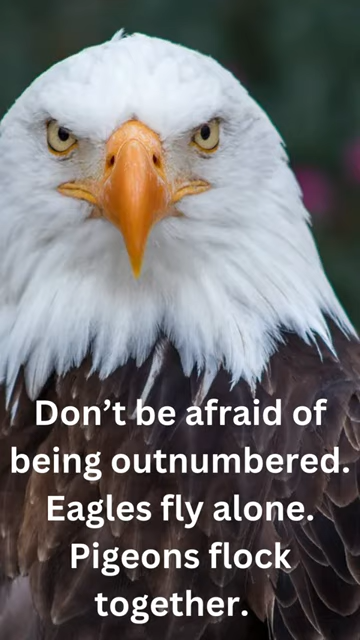 Don’t be afraid of
being outnumbered.
Eagles fly alone.
Pigeons flock
together.